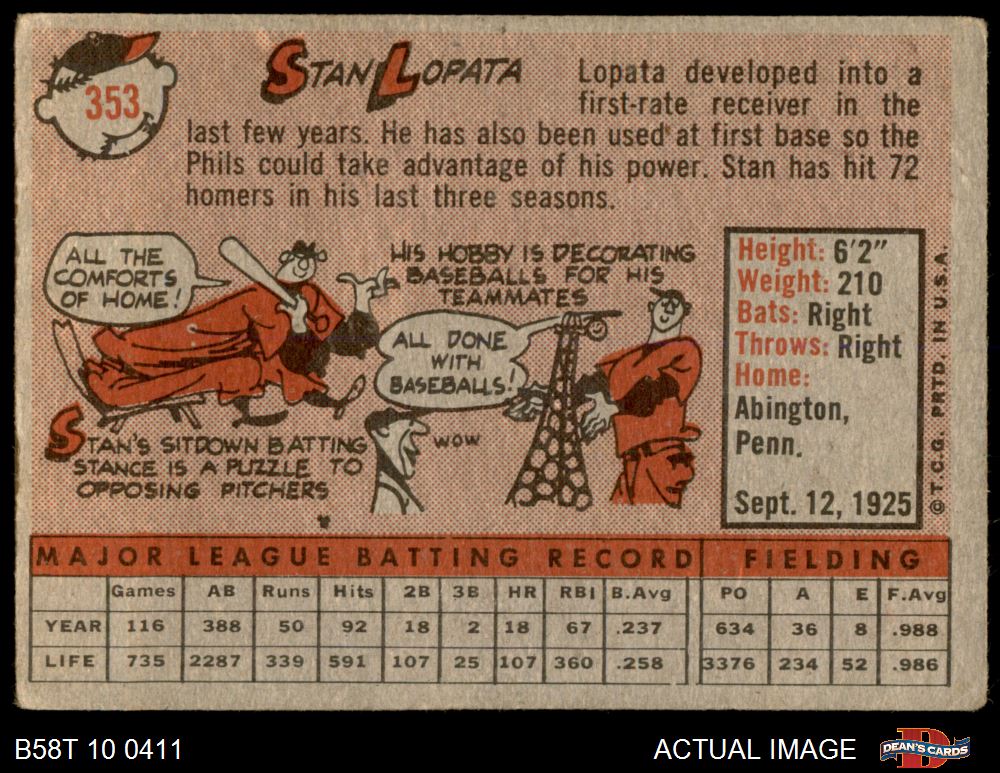 353
STAN LOPATA
Lopata developed into a
first-rate receiver in the
last few years. He has also been used at first base so the
Phils could take advantage of his power. Stan has hit 72
homers in his last three seasons.
ALL THE
COMFORTS
OF HOME!
STAN'S SITDOWN BATTING
STANCE IS A PUZZLE TO
OPPOSING PITCHERS
HIS HOBBY IS DECORATING
BASEBALLS FOR HIS
TEAMMATES
ALL DONE
WITH
BASEBALLS!
WOW
Height: 6'2"
Weight: 210
Bats: Right
Throws: Right
Home:
Abington,
Penn.
Sept. 12, 1925
© T.C.G. PRTD. IN U.S.A.
MAJOR LEAGUE BATTING RECORD FIELDING
Games AB Runs Hits 2B 3B HR RBI B.Avg PO A E F.Avg
YEAR 116 388 50 92 18 2 18 67 .237 634 36 8 .988
LIFE 735 2287 339 591 107 25 107 360 .258 3376 234 52 .986
B58T 10 0411
ACTUAL IMAGE
DEAN'S CARDS